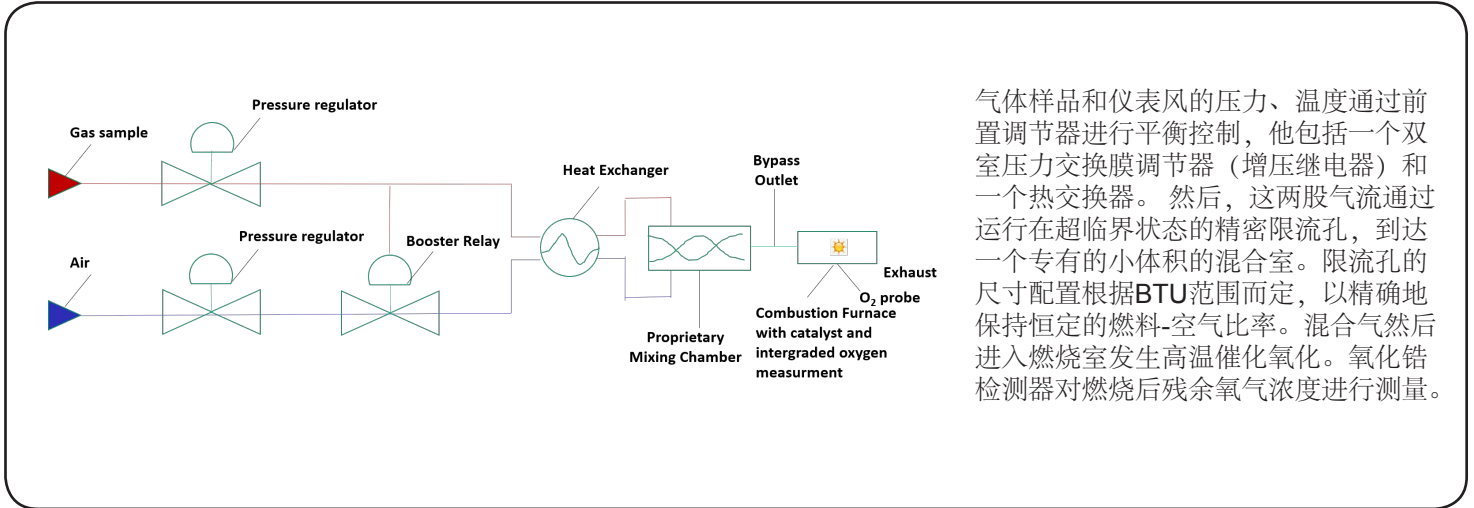 Pressure regulator
Gas sample
Pressure regulator
Air
Booster Relay
Heat Exchanger
Bypass
Outlet
Proprietary
Mixing Chamber
Exhaust
O₂ probe
Combustion Furnace
with catalyst and
intergraded oxygen
measurment
气体样品和仪表风的压力、温度通过前
置调节器进行平衡控制，他包括一个双
室压力交换膜调节器（增压继电器）和
一个热交换器。 然后，这两股气流通过
运行在超临界状态的精密限流孔，到达
一个专有的小体积的混合室。限流孔的
尺寸配置根据BTU范围而定，以精确地
保持恒定的燃料-空气比率。混合气然后
进入燃烧室发生高温催化氧化。氧化锆
检测器对燃烧后残余氧气浓度进行测量。